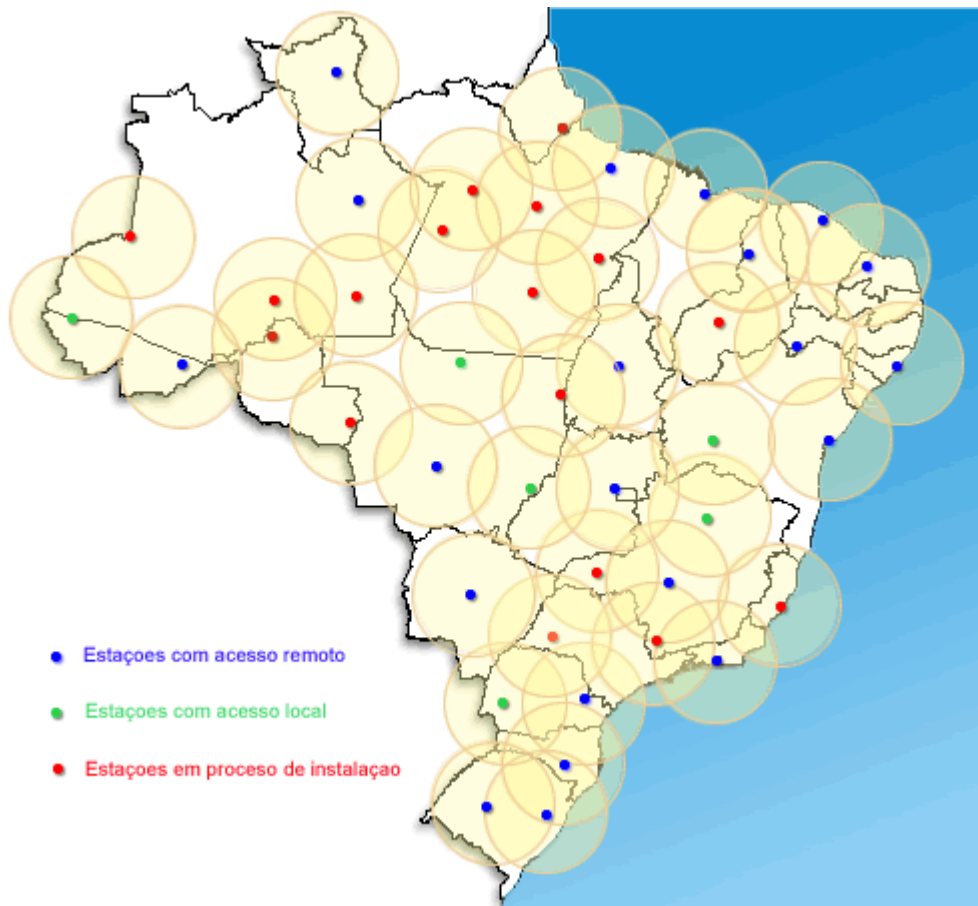 Estaçoes com acesso remoto
Estaçoes com acesso local
Estaçoes em proceso de instalaçao